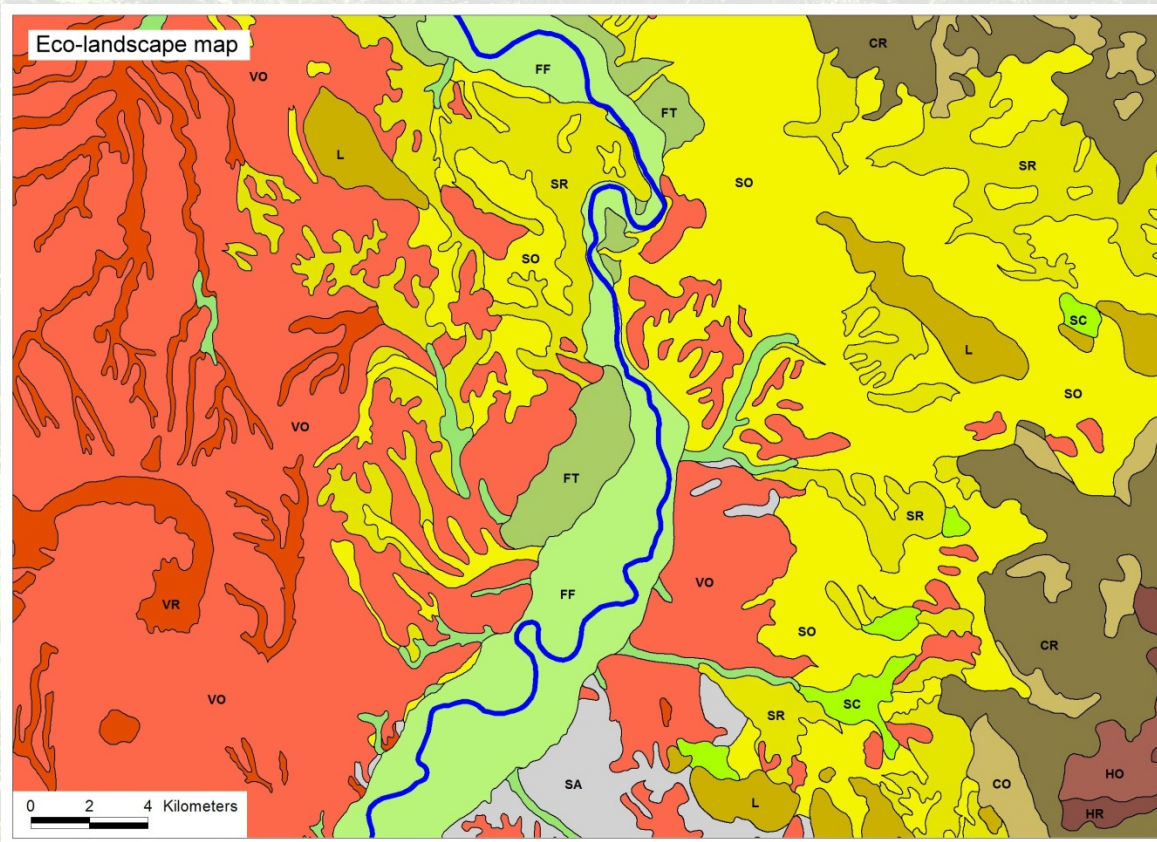 Eco-landscape map
CR
VO
FF
FT
L
SR
SR
SO
SO
SC
L
SO
VO
FT
SR
VO
FF
VR
SO
CR
VO
SC
SR
HO
SA
CO
L
HR
0 2 4 Kilometers